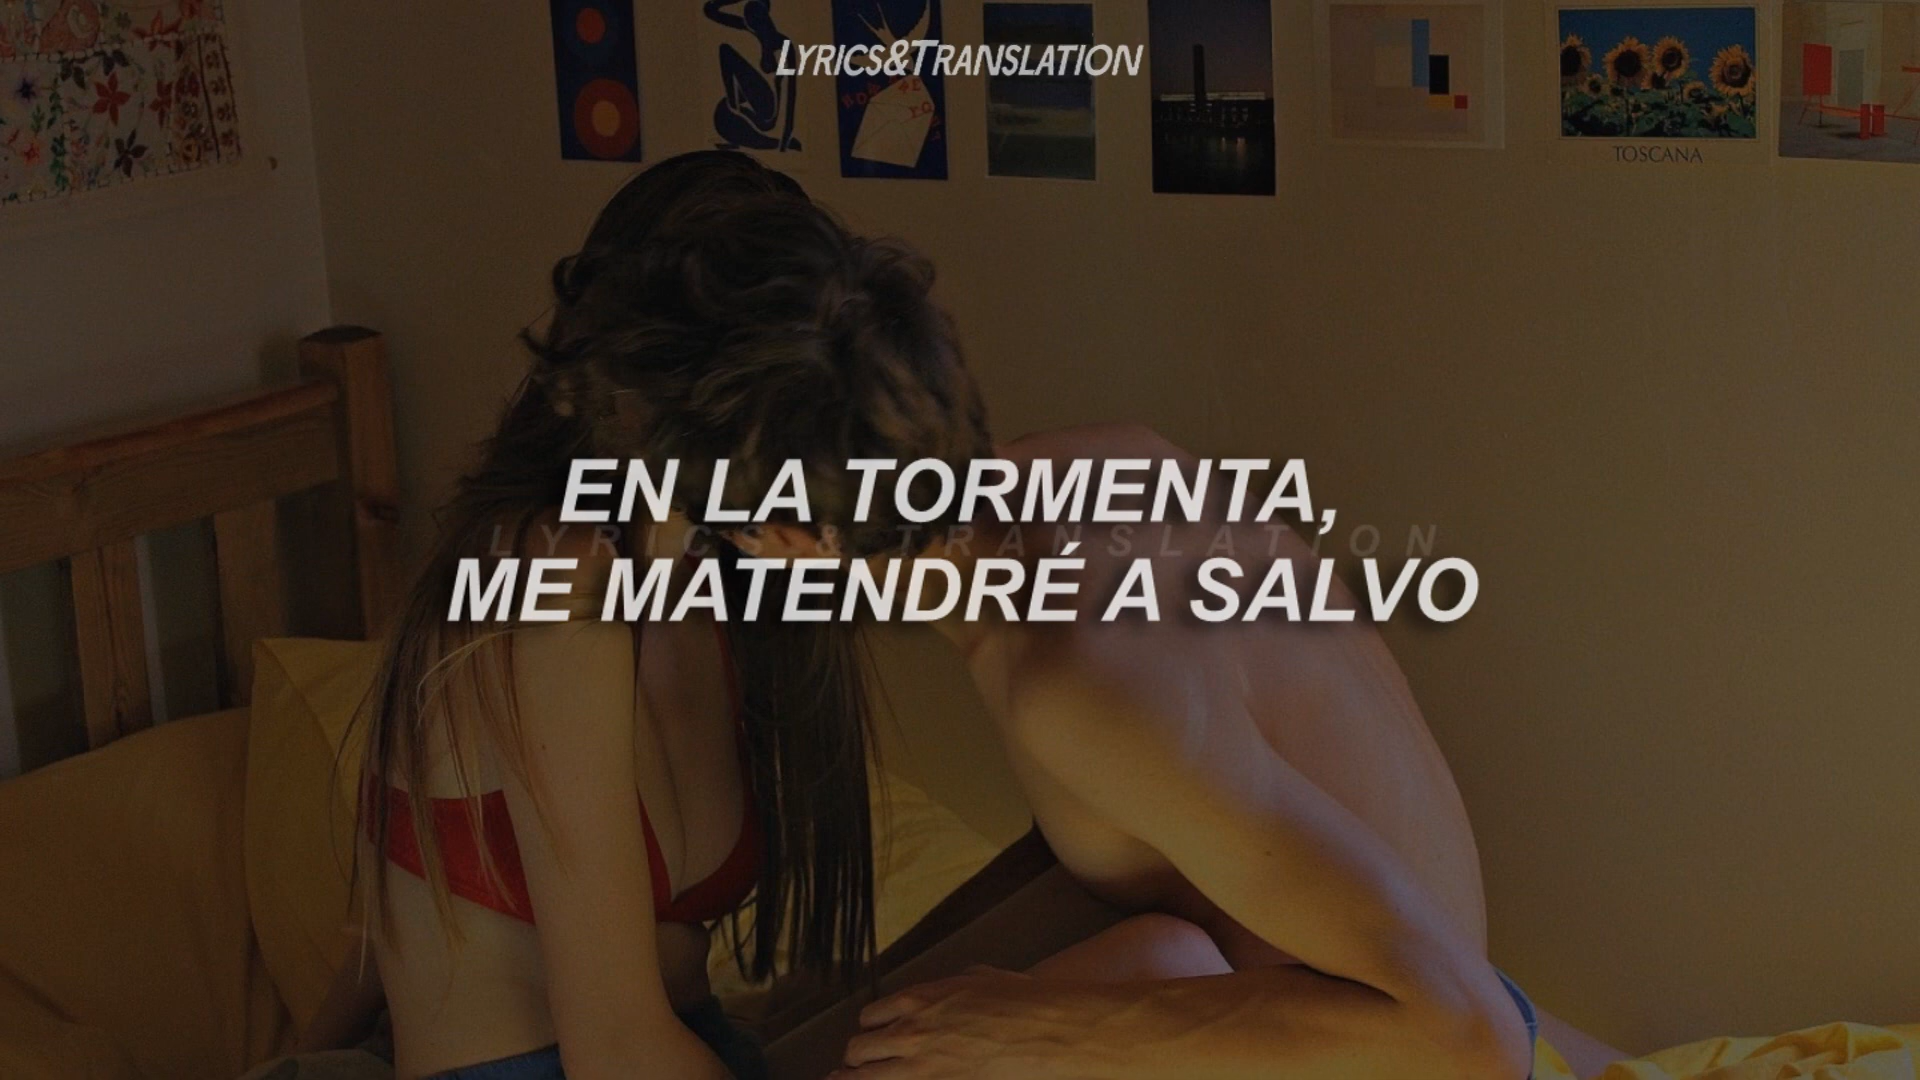 LYRICS&TRANSLATION
TOSCANA
EN LA TORMENTA,
LYRICS & TRANSLATION
ME MATENDRÉ A SALVO